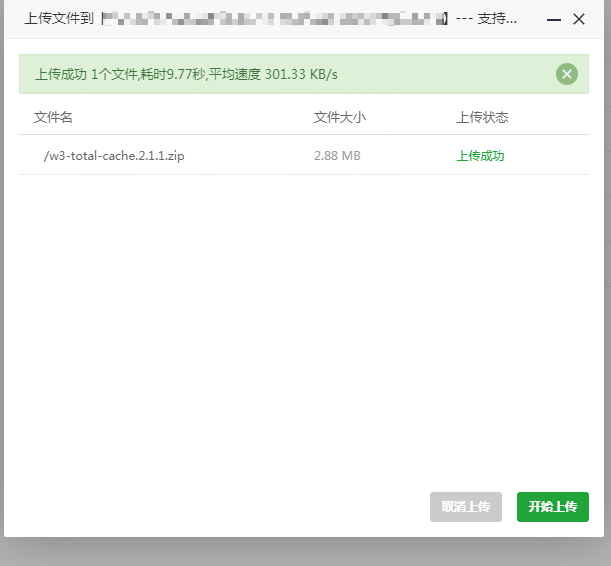 上传文件到【】--- 支持...
上传成功 1个文件,耗时9.77秒,平均速度 301.33 KB/s
文件名 文件大小 上传状态
/w3-total-cache.2.1.1.zip 2.88 MB 上传成功
取消上传 开始上传